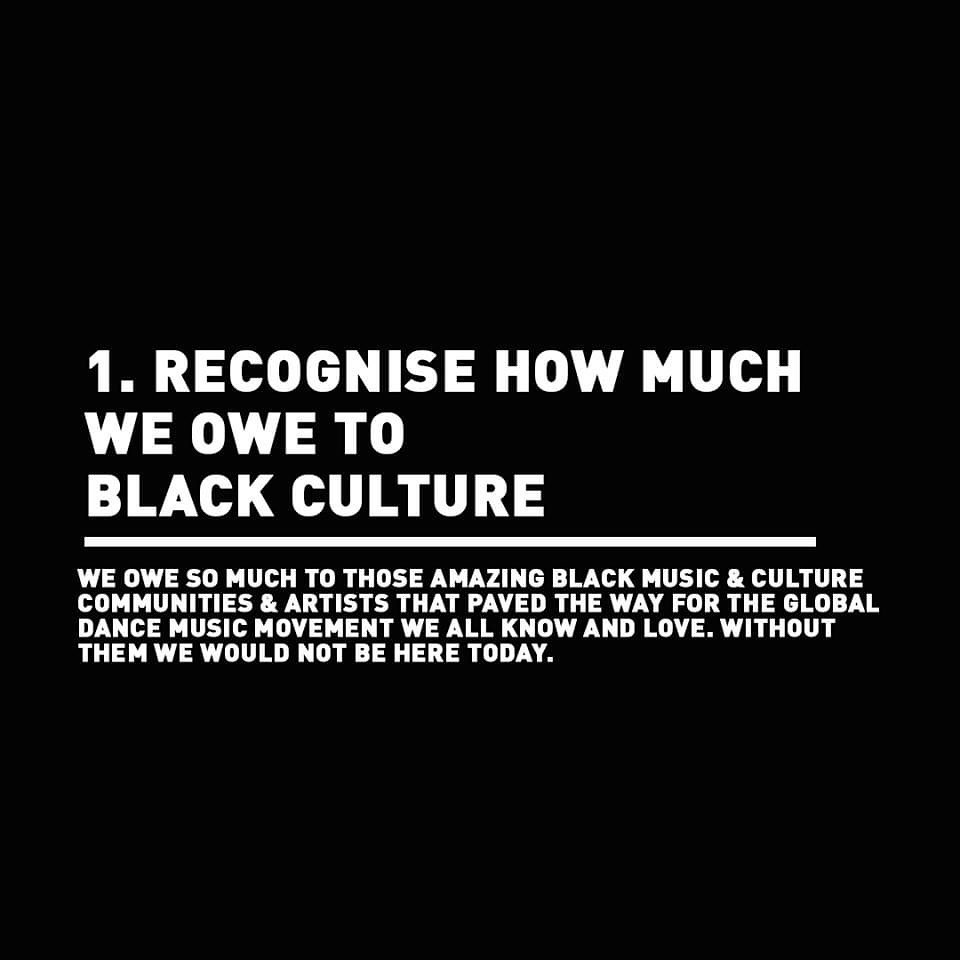 1. RECOGNISE HOW MUCH
WE OWE TO
BLACK CULTURE
WE OWE SO MUCH TO THOSE AMAZING BLACK MUSIC & CULTURE
COMMUNITIES & ARTISTS THAT PAVED THE WAY FOR THE GLOBAL
DANCE MUSIC MOVEMENT WE ALL KNOW AND LOVE. WITHOUT
THEM WE WOULD NOT BE HERE TODAY.